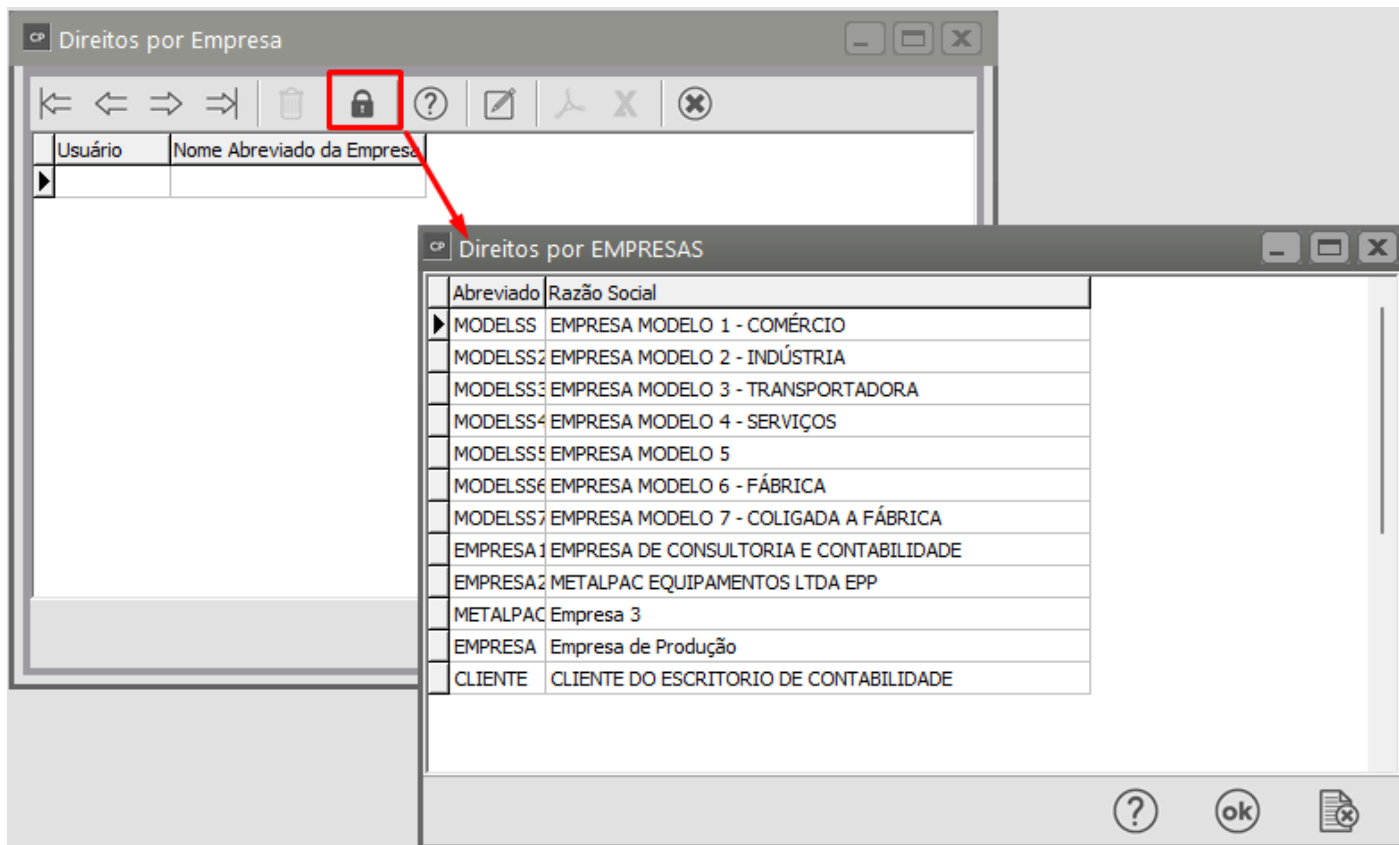 CP Direitos por Empresa
Usuário Nome Abreviado da Empresa
CP Direitos por EMPRESAS
Abreviado Razão Social
MODELSS EMPRESA MODELO 1 - COMÉRCIO
MODELSS2 EMPRESA MODELO 2 - INDÚSTRIA
MODELSS3 EMPRESA MODELO 3 - TRANSPORTADORA
MODELSS4 EMPRESA MODELO 4 - SERVIÇOS
MODELSS5 EMPRESA MODELO 5
MODELSS6 EMPRESA MODELO 6 - FÁBRICA
MODELSS7 EMPRESA MODELO 7 - COLIGADA A FÁBRICA
EMPRESA1 EMPRESA DE CONSULTORIA E CONTABILIDADE
EMPRESA2 METALPAC EQUIPAMENTOS LTDA EPP
METALPAC Empresa 3
EMPRESA Empresa de Produção
CLIENTE CLIENTE DO ESCRITORIO DE CONTABILIDADE
? ok